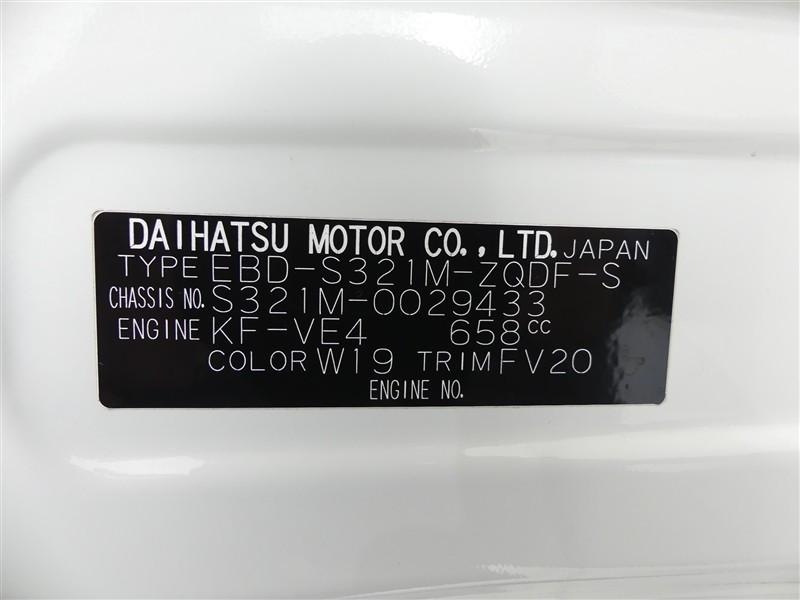 DAIHATSU MOTOR CO.,LTD. JAPAN
TYPE EBD-S321M-ZQDF-S
CHASSIS NO. S321M-0029433
ENGINE KF-VE4 658cc
COLOR W19 TRIM FV20
ENGINE NO.